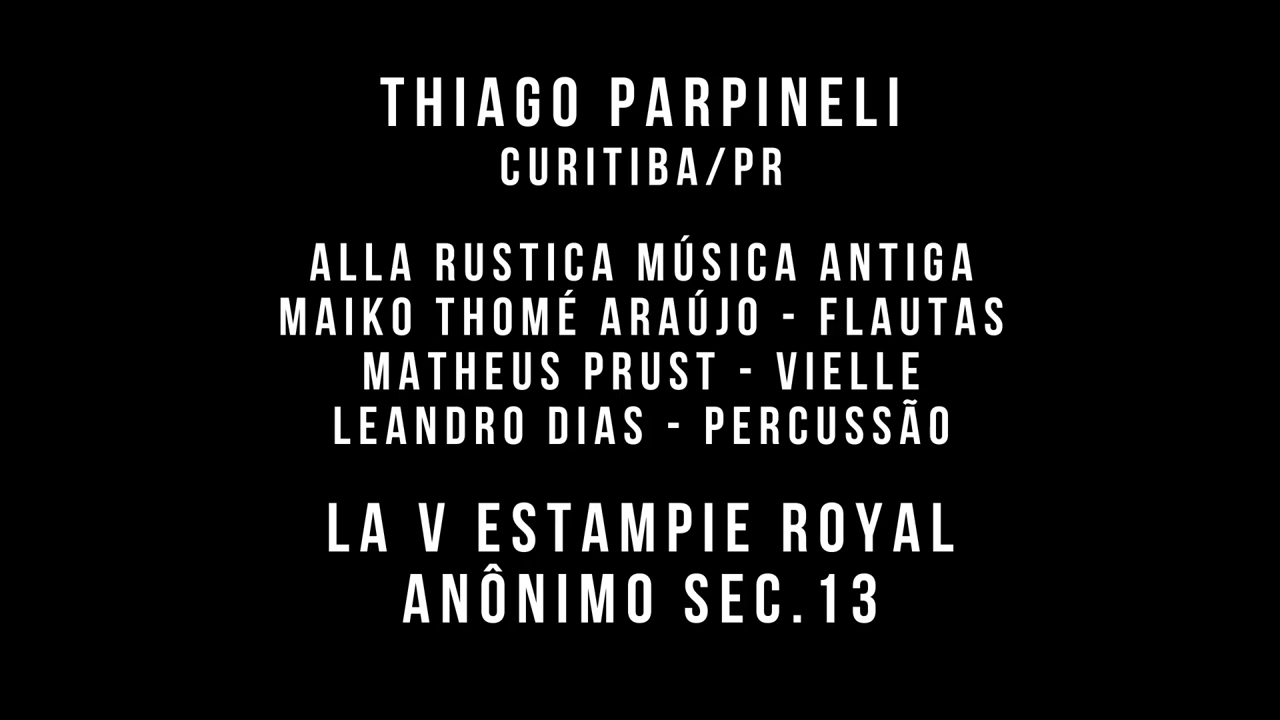 THIAGO PARPINELI
CURITIBA/PR
ALLA RUSTICA MÚSICA ANTIGA
MAIKO THOMÉ ARAÚJO - FLAUTAS
MATHEUS PRUST - VIELLE
LEANDRO DIAS - PERCUSSÃO
LA V ESTAMPIE ROYAL
ANÔNIMO SEC.13